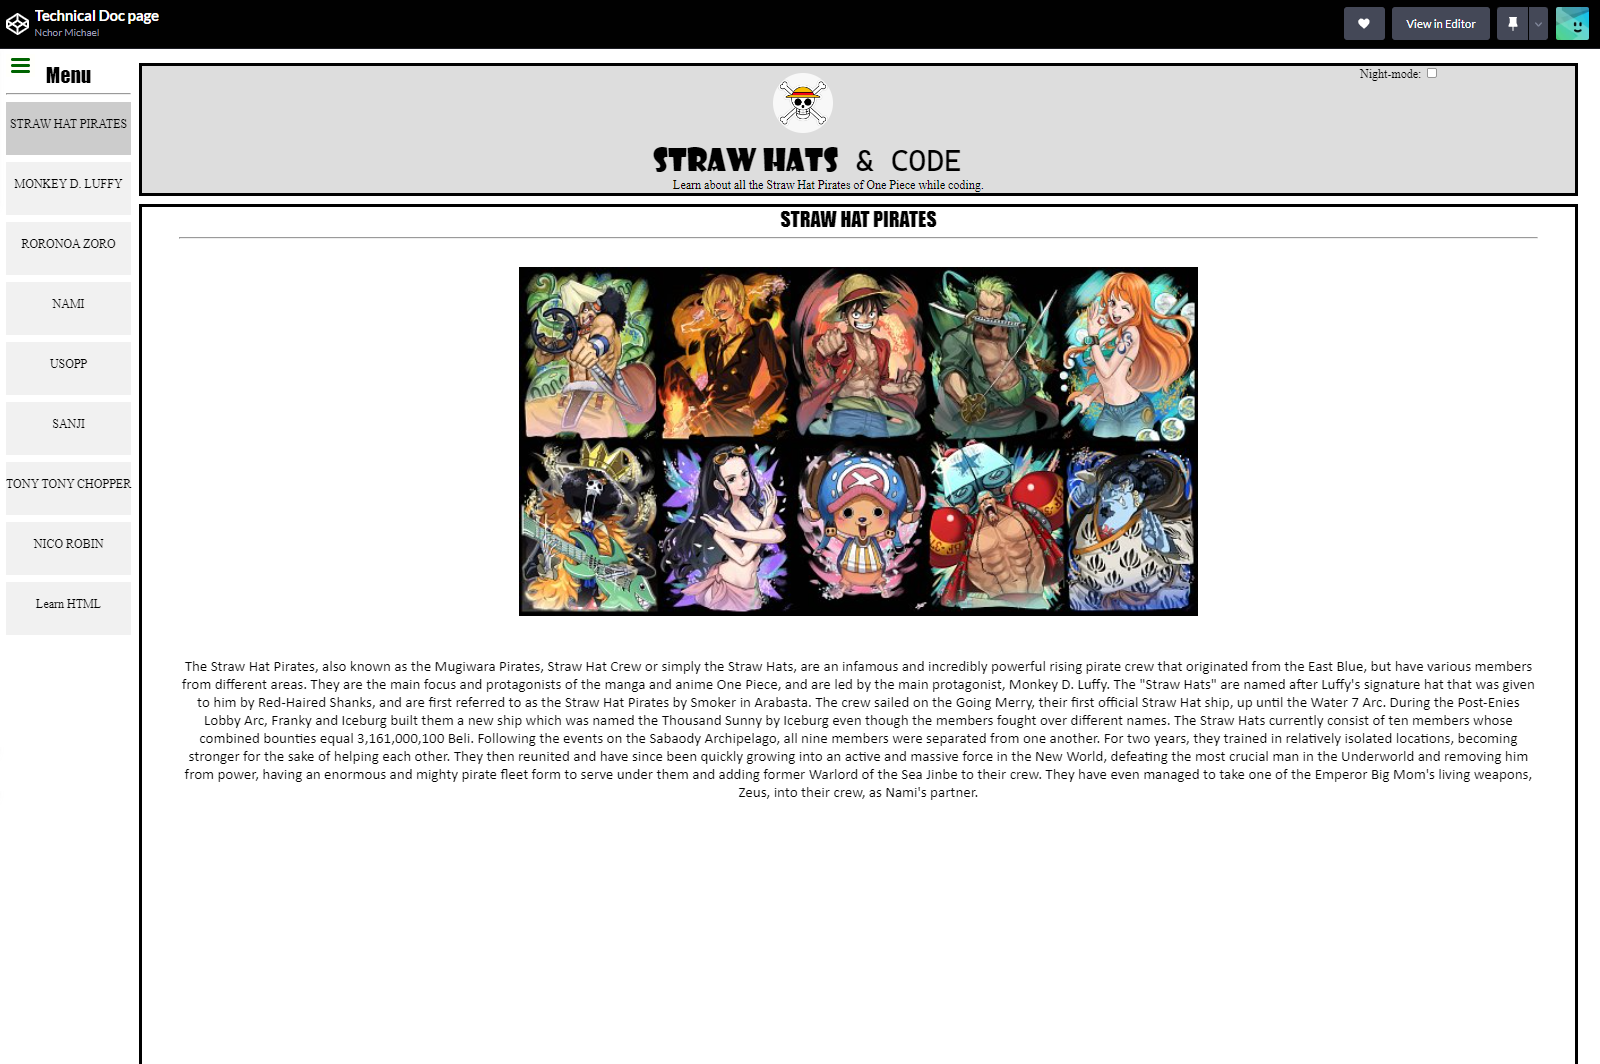 Technical Doc page
Nchor Michael
View in Editor
Menu
STRAW HAT PIRATES
MONKEY D. LUFFY
RORONOA ZORO
NAMI
USOPP
SANJI
TONY TONY CHOPPER
NICO ROBIN
Learn HTML
Night-mode:
STRAW HATS & CODE
Learn about all the Straw Hat Pirates of One Piece while coding.
STRAW HAT PIRATES
The Straw Hat Pirates, also known as the Mugiwara Pirates, Straw Hat Crew or simply the Straw Hats, are an infamous and incredibly powerful rising pirate crew that originated from the East Blue, but have various members
from different areas. They are the main focus and protagonists of the manga and anime One Piece, and are led by the main protagonist, Monkey D. Luffy. The "Straw Hats" are named after Luffy's signature hat that was given
to him by Red-Haired Shanks, and are first referred to as the Straw Hat Pirates by Smoker in Arabasta. The crew sailed on the Going Merry, their first official Straw Hat ship, up until the Water 7 Arc. During the Post-Enies
Lobby Arc, Franky and Iceburg built them a new ship which was named the Thousand Sunny by Iceburg even though the members fought over different names. The Straw Hats currently consist of ten members whose
combined bounties equal 3,161,000,100 Beli. Following the events on the Sabaody Archipelago, all nine members were separated from one another. For two years, they trained in relatively isolated locations, becoming
stronger for the sake of helping each other. They then reunited and have since been quickly growing into an active and massive force in the New World, defeating the most crucial man in the Underworld and removing him
from power, having an enormous and mighty pirate fleet form to serve under them and adding former Warlord of the Sea Jinbe to their crew. They have even managed to take one of the Emperor Big Mom's living weapons,
Zeus, into their crew, as Nami's partner.